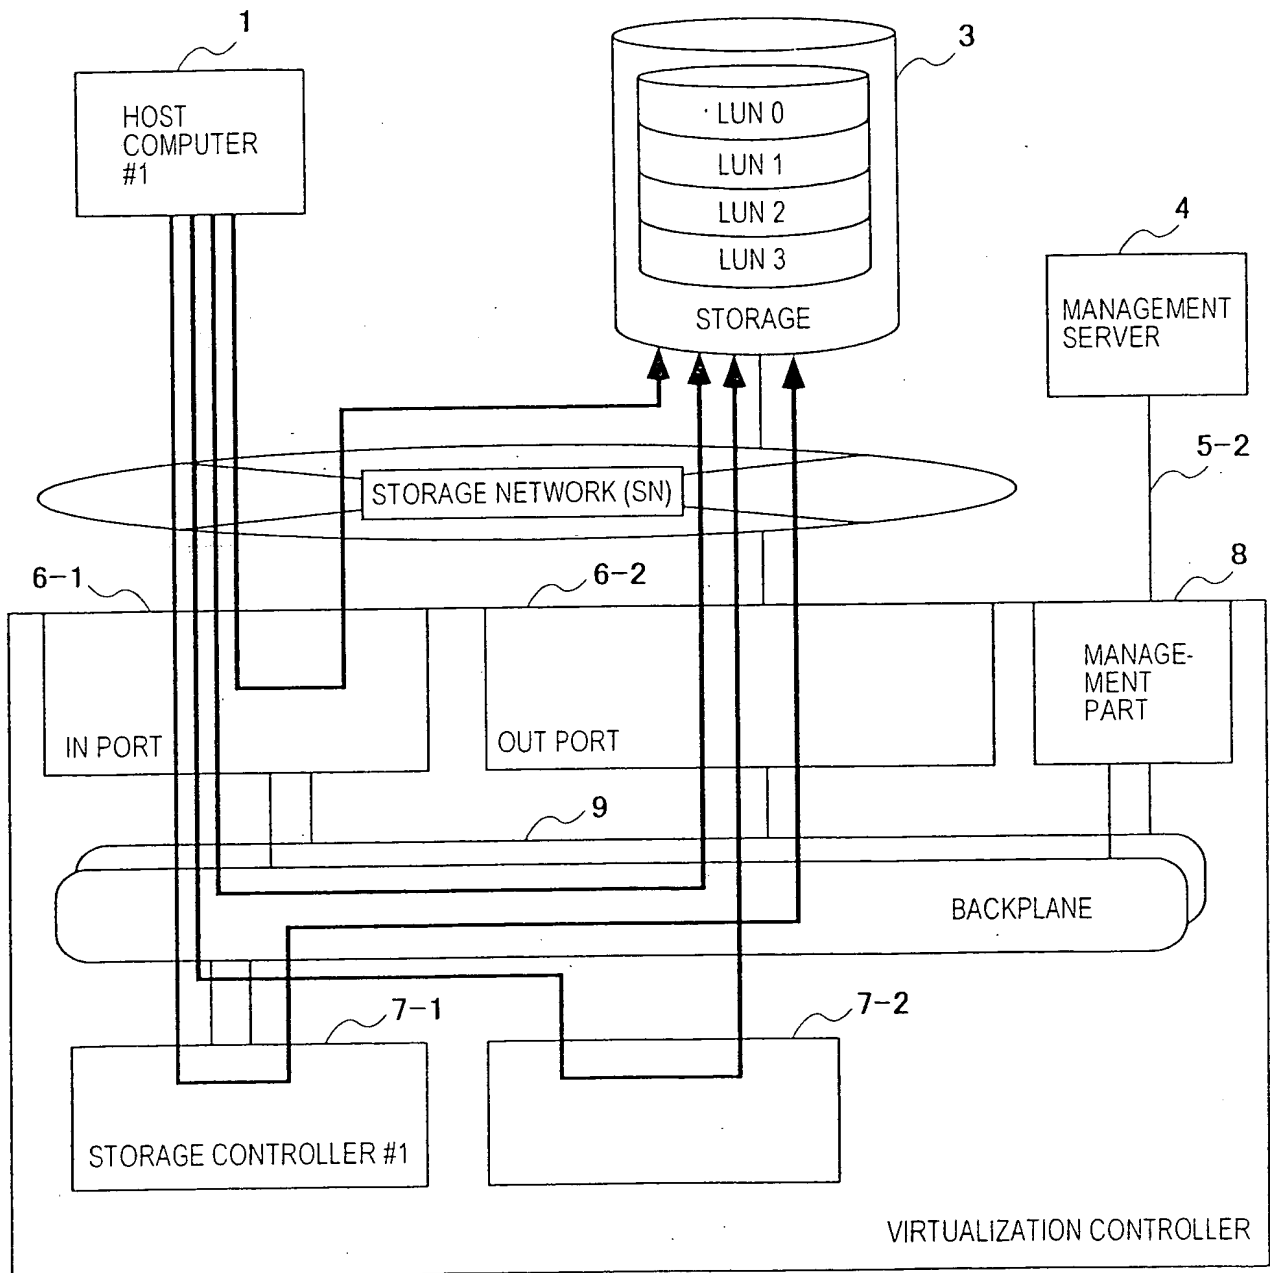 1
3
HOST
COMPUTER
#1
LUN 0
LUN 1
LUN 2
LUN 3
STORAGE
4
MANAGEMENT
SERVER
5-2
STORAGE NETWORK (SN)
6-1
6-2
8
IN PORT
OUT PORT
MANAGE-
MENT
PART
9
BACKPLANE
7-1
7-2
STORAGE CONTROLLER #1
VIRTUALIZATION CONTROLLER